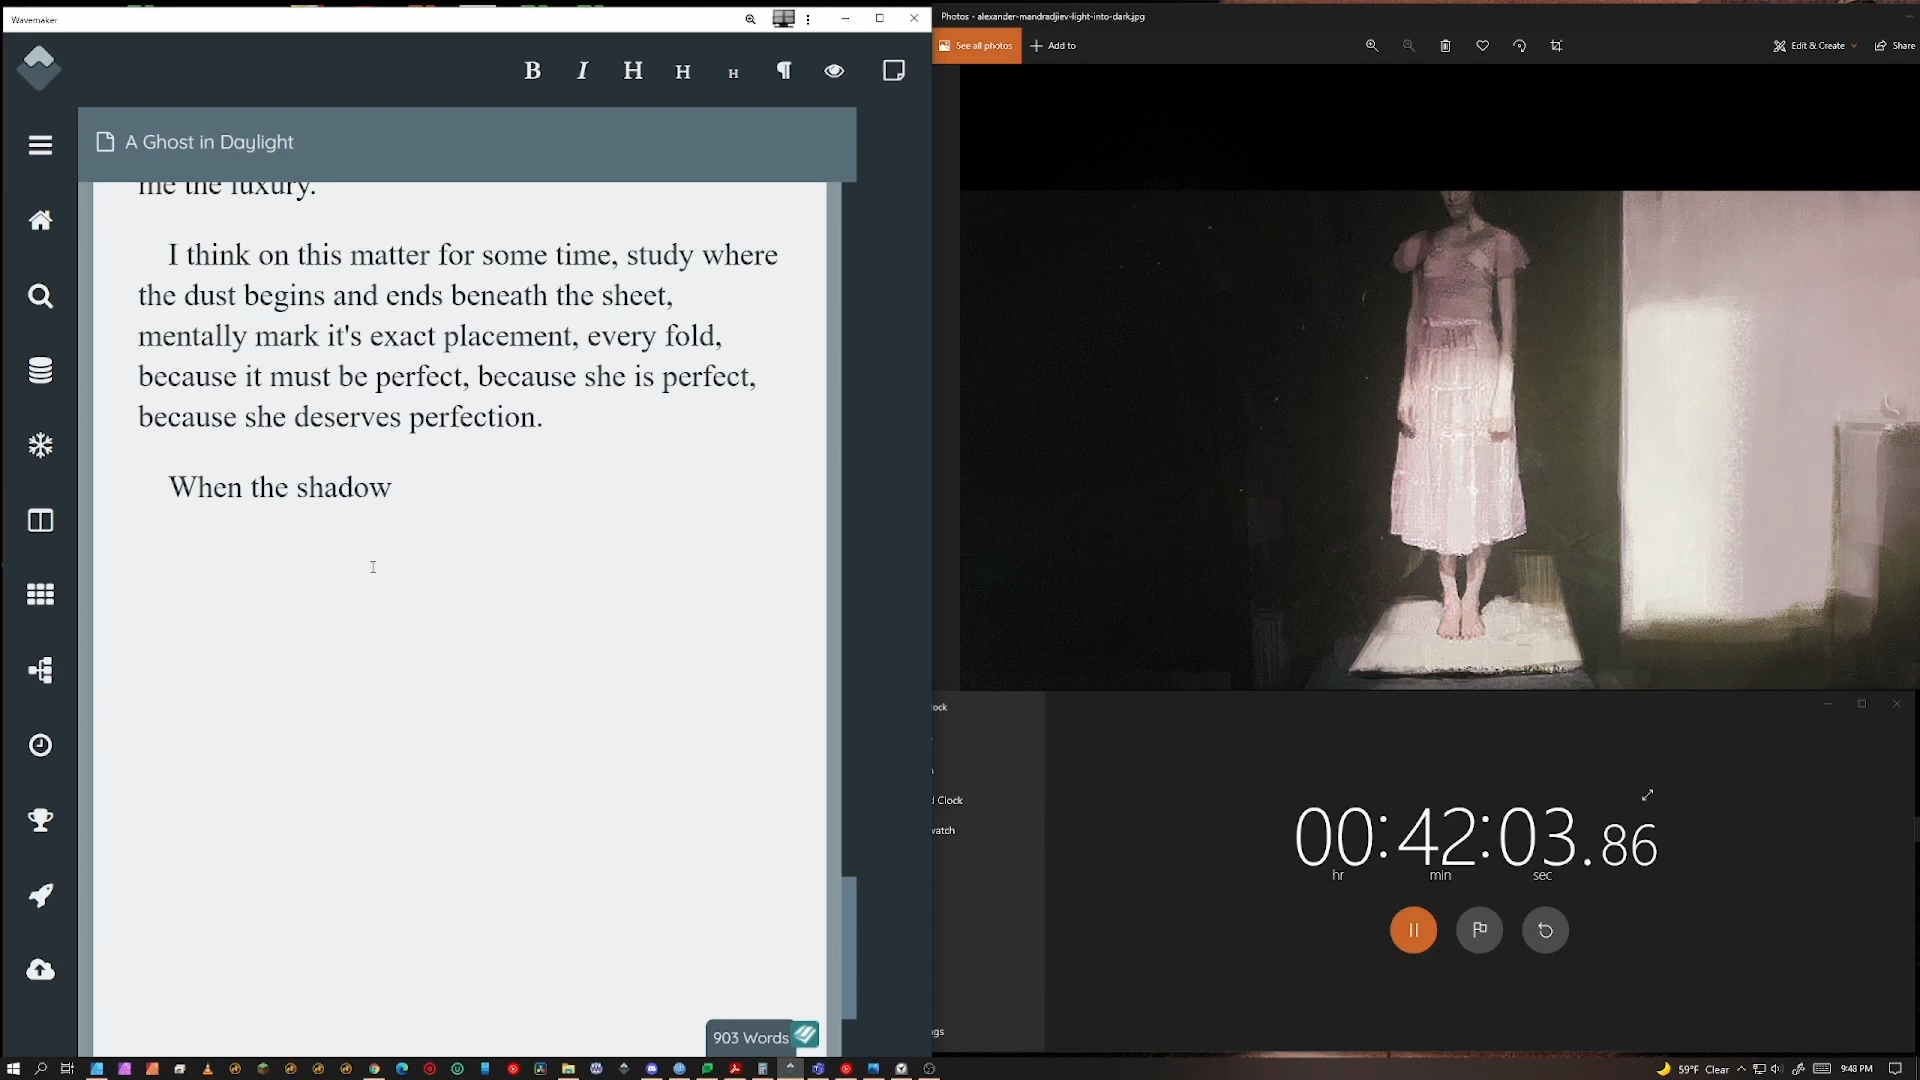 Wavemaker
Photos - alexander-mandradjiev-light-into-dark.jpg
See all photos
Add to
Edit & Create
Share
B I H H H ¶
A Ghost in Daylight
me the luxury.
I think on this matter for some time, study where
the dust begins and ends beneath the sheet,
mentally mark it's exact placement, every fold,
because it must be perfect, because she is perfect,
because she deserves perfection.
When the shadow
903 Words
ock
d Clock
watch
gs
00:42:03.86
hr min sec
59°F Clear
9:48 PM